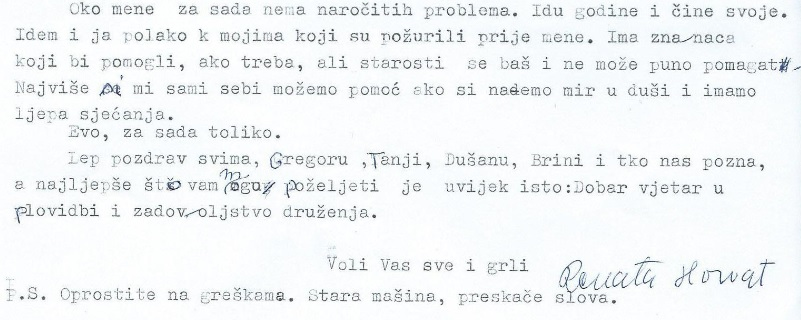 Oko mene za sada nema naročitih problema. Idu godine i čine svoje.
Idem i ja polako k mojima koji su požurili prije mene. Ima znanaca
koji bi pomogli, ako treba, ali starosti se baš i ne može puno pomagat
Najviše mi sami sebi možemo pomoć ako si nađemo mir u duši i imamo
ljepa sjećanja.
Evo, za sada toliko.
Lep pozdrav svima, Gregoru ,Tanji, Dušanu, Brini i tko nas pozna,
a najljepše što vam mogu poželjeti je uvijek isto:Dobar vjetar u
plovidbi i zadovoljstvo druženja.
Voli Vas sve i grli Renata Horvat
P.S. Oprostite na greškama. Stara mašina, preskače slova.